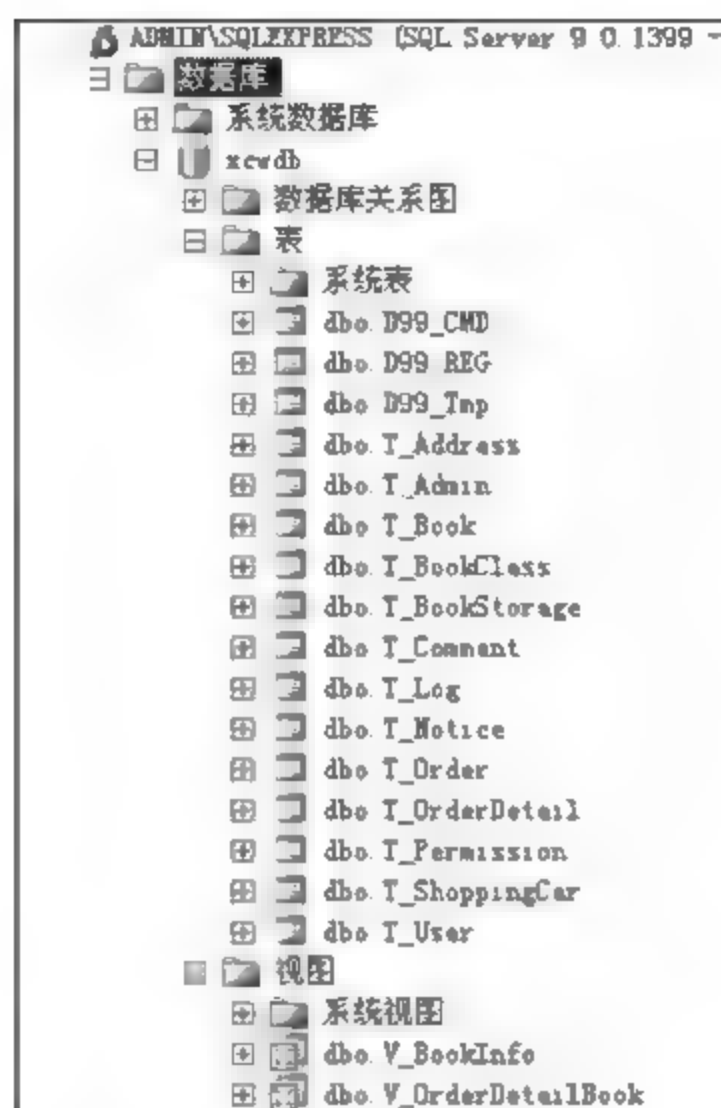 ADMIN\SQLEXPRESS (SQL Server 9.0.1399 -
数据库
系统数据库
xcwdb
数据库关系图
表
系统表
dbo.D99_CMD
dbo.D99_REG
dbo.D99_Tmp
dbo.T_Address
dbo.T_Admin
dbo.T_Book
dbo.T_BookClass
dbo.T_BookStorage
dbo.T_Comment
dbo.T_Log
dbo.T_Notice
dbo.T_Order
dbo.T_OrderDetail
dbo.T_Permission
dbo.T_ShoppingCar
dbo.T_User
视图
系统视图
dbo.V_BookInfo
dbo.V_OrderDetailBook